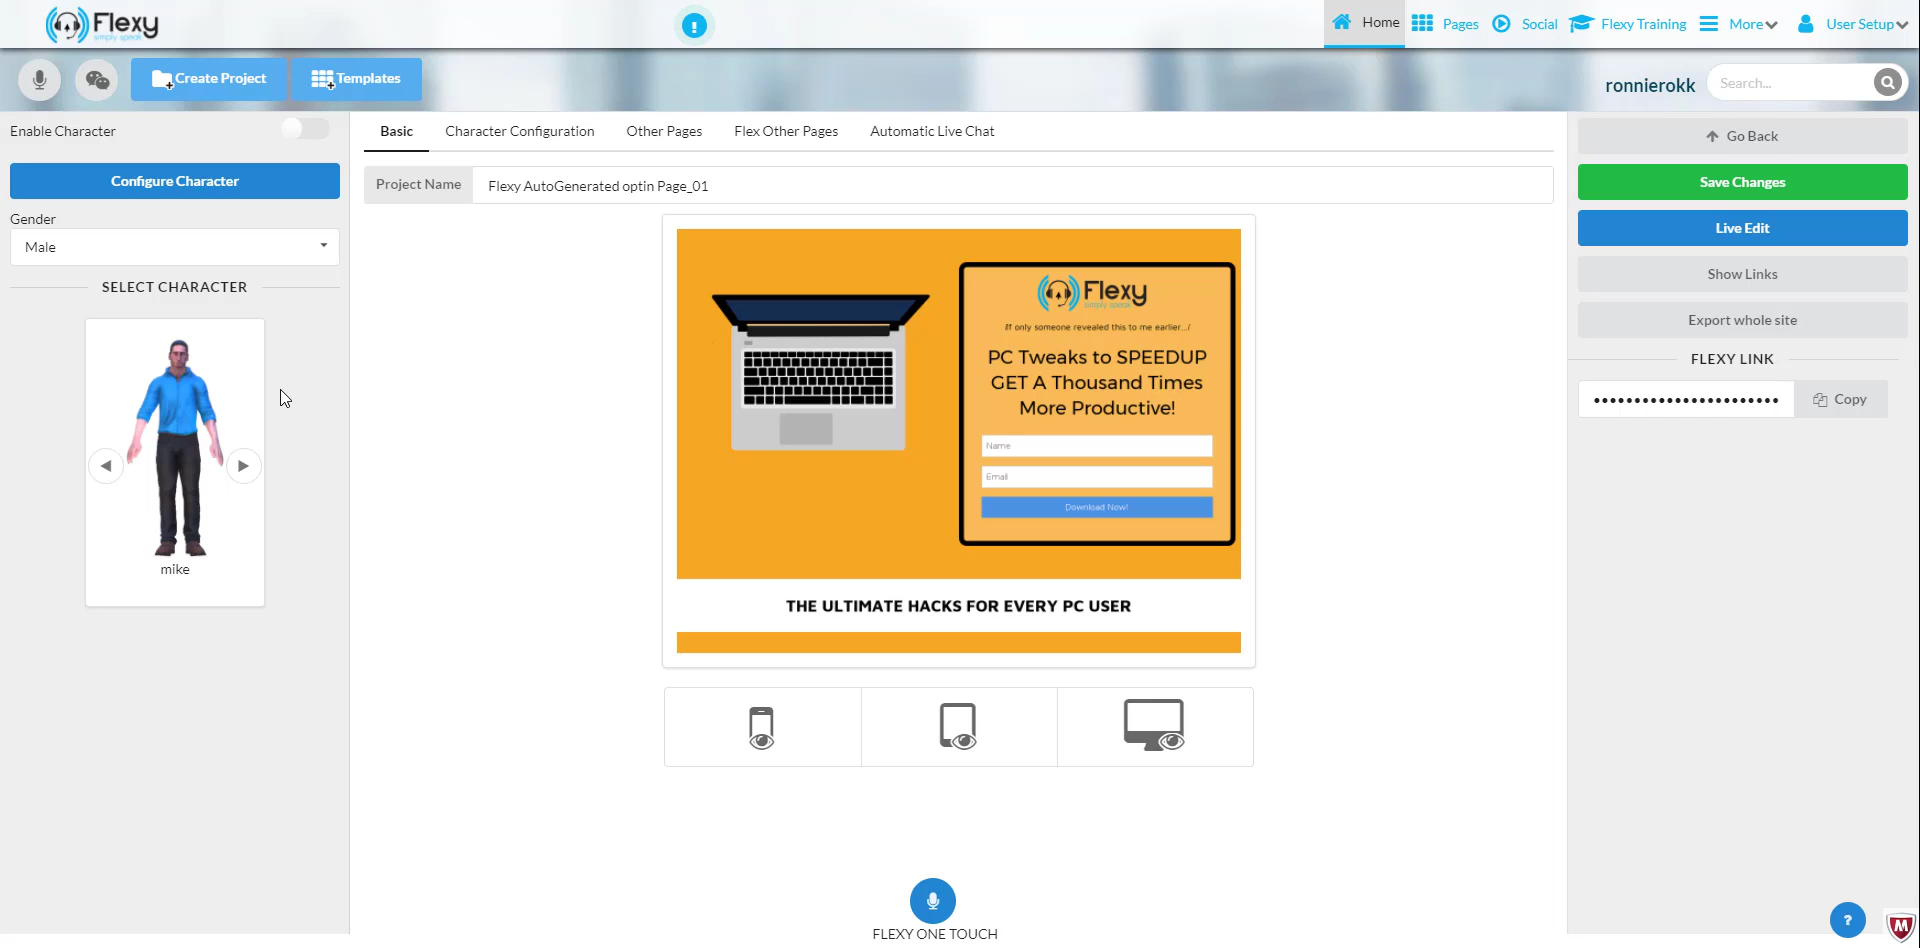 Flexy
simply speak
Home
Pages
Social
Flexy Training
More
User Setup
Create Project
Templates
ronnierokk
Search...
Enable Character
Configure Character
Gender
Male
SELECT CHARACTER
mike
Basic
Character Configuration
Other Pages
Flex Other Pages
Automatic Live Chat
Project Name
Flexy AutoGenerated optin Page_01
Flexy
simply speak
If only someone revealed this to me earlier...!
PC Tweaks to SPEEDUP
GET A Thousand Times
More Productive!
Name
Email
Download Now!
THE ULTIMATE HACKS FOR EVERY PC USER
FLEXY ONE TOUCH
Go Back
Save Changes
Live Edit
Show Links
Export whole site
FLEXY LINK
Copy
?
M